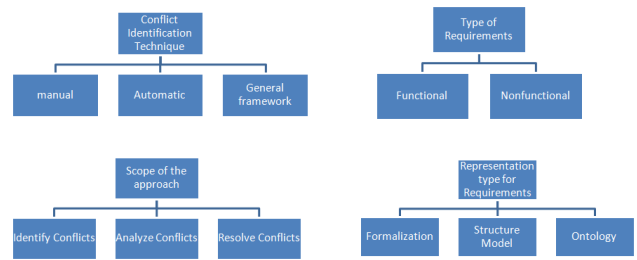 Conflict
Identification
Technique
manual
Automatic
General
framework
Type of
Requirements
Functional
Nonfunctional
Scope of the
approach
Identify Conflicts
Analyze Conflicts
Resolve Conflicts
Representation
type for
Requirements
Formalization
Structure
Model
Ontology